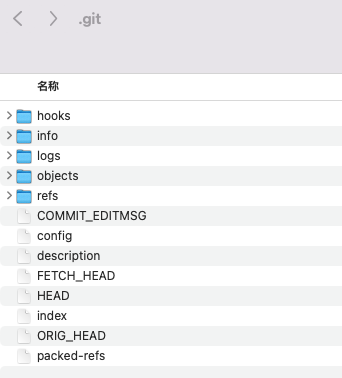 .git
名称
hooks
info
logs
objects
refs
COMMIT_EDITMSG
config
description
FETCH_HEAD
HEAD
index
ORIG_HEAD
packed-refs